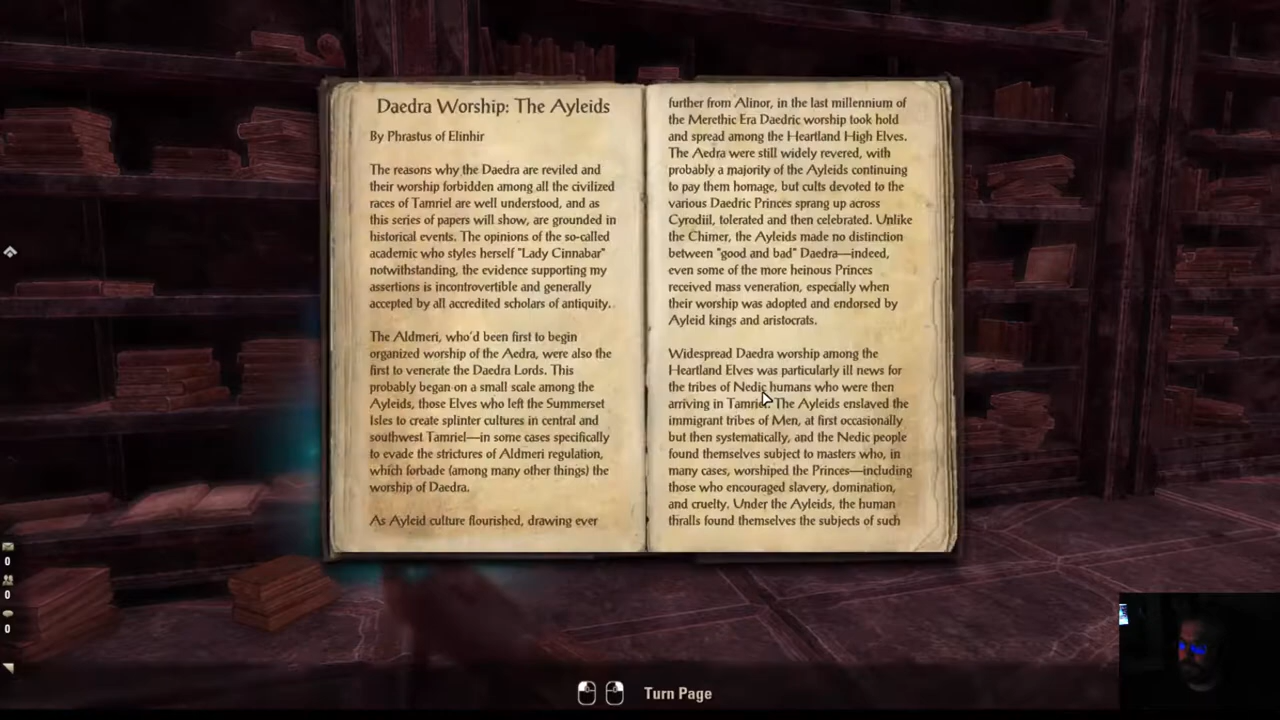 Daedra Worship: The Ayleids
By Phrastus of Elinhir
The reasons why the Daedra are reviled and
their worship forbidden among all the civilized
races of Tamriel are well understood, and as
this series of papers will show, are grounded in
historical events. The opinions of the so-called
academic who styles herself "Lady Cinnabar"
notwithstanding, the evidence supporting my
assertions is incontrovertible and generally
accepted by all accredited scholars of antiquity.
The Aldmeri, who'd been first to begin
organized worship of the Aedra, were also the
first to venerate the Daedra Lords. This
probably began on a small scale among the
Ayleids, those Elves who left the Summerset
Isles to create splinter cultures in central and
southwest Tamriel—in some cases specifically
to evade the strictures of Aldmeri regulation,
which forbade (among many other things) the
worship of Daedra.
As Ayleid culture flourished, drawing ever
further from Alinor, in the last millennium of
the Merethic Era Daedric worship took hold
and spread among the Heartland High Elves.
The Aedra were still widely revered, with
probably a majority of the Ayleids continuing
to pay them homage, but cults devoted to the
various Daedric Princes sprang up across
Cyrodiil, tolerated and then celebrated. Unlike
the Chimer, the Ayleids made no distinction
between "good and bad" Daedra—indeed,
even some of the more heinous Princes
received mass veneration, especially when
their worship was adopted and endorsed by
Ayleid kings and aristocrats.
Widespread Daedra worship among the
Heartland Elves was particularly ill news for
the tribes of Nedic humans who were then
arriving in Tamriel. The Ayleids enslaved the
immigrant tribes of Men, at first occasionally
but then systematically, and the Nedic people
found themselves subject to masters who, in
many cases, worshiped the Princes—including
those who encouraged slavery, domination,
and cruelty. Under the Ayleids, the human
thralls found themselves the subjects of such
0
0
0
Turn Page